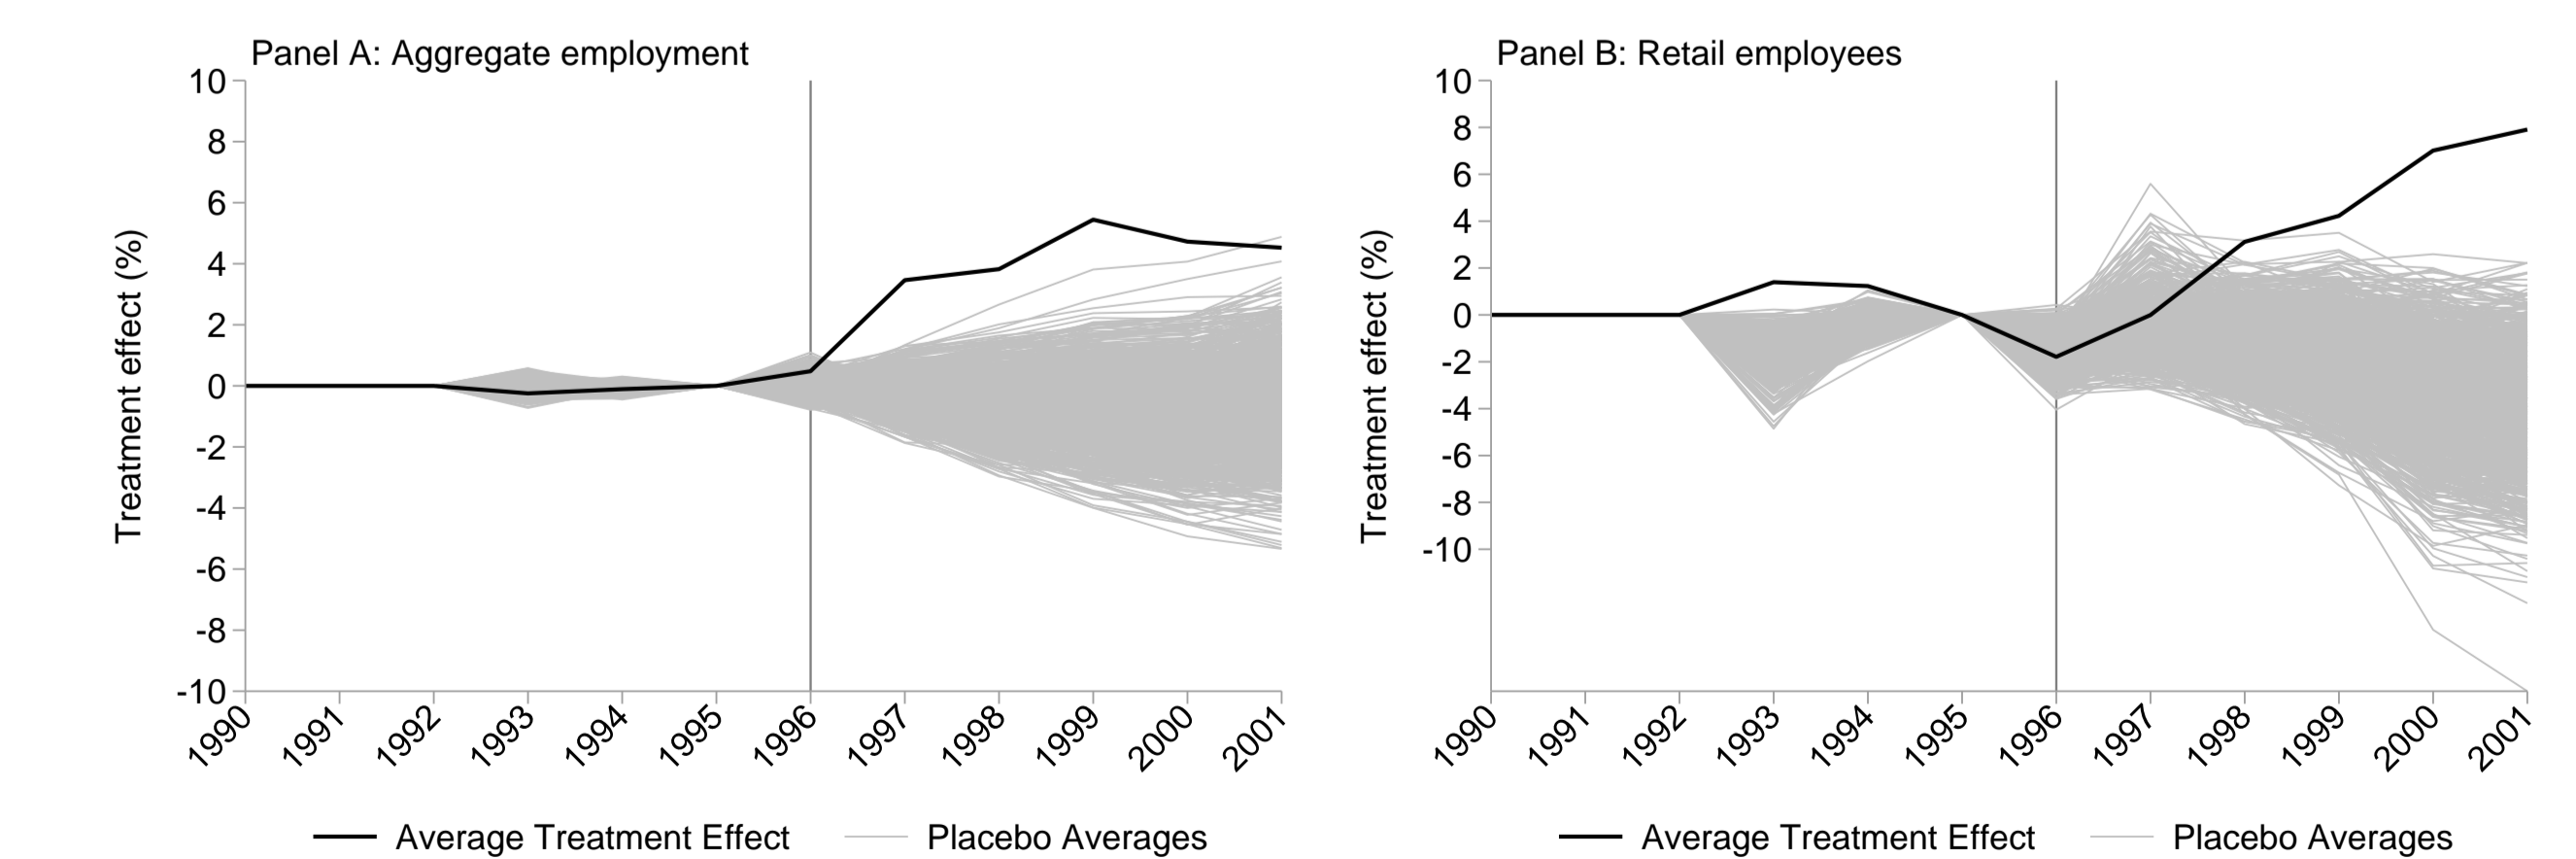 Panel A: Aggregate employment
10
8
6
4
2
0
-2
-4
-6
-8
-10
Treatment effect (%)
1990 1991 1992 1993 1994 1995 1996 1997 1998 1999 2000 2001
Average Treatment Effect Placebo Averages
Panel B: Retail employees
10
8
6
4
2
0
-2
-4
-6
-8
-10
Treatment effect (%)
1990 1991 1992 1993 1994 1995 1996 1997 1998 1999 2000 2001
Average Treatment Effect Placebo Averages